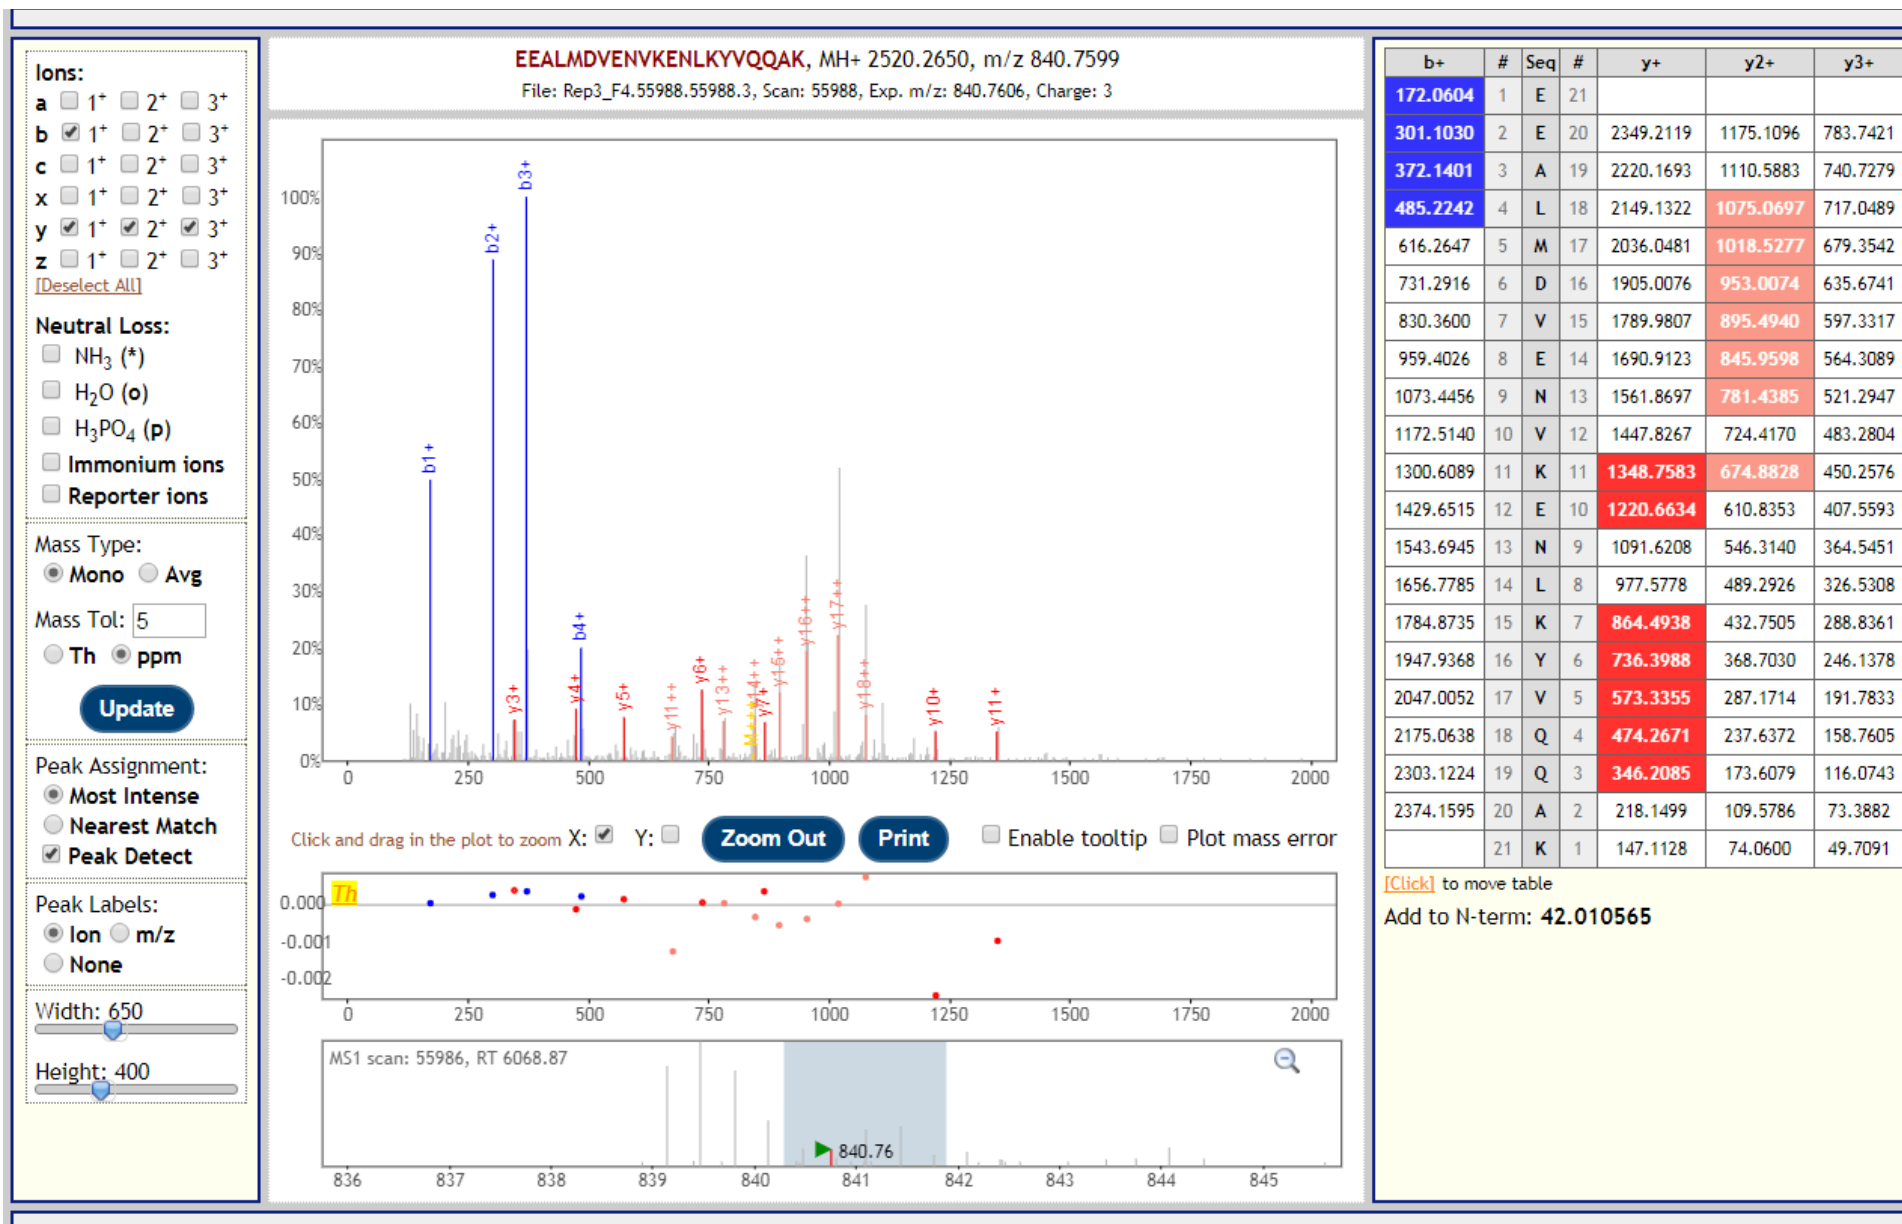 Ions:
a 1+ 2+ 3+
b 1+ 2+ 3+
c 1+ 2+ 3+
x 1+ 2+ 3+
y 1+ 2+ 3+
z 1+ 2+ 3+
[Deselect All]
Neutral Loss:
NH3 (*)
H2O (o)
H3PO4 (p)
Immonium ions
Reporter ions
Mass Type:
Mono Avg
Mass Tol: 5
Th ppm
Update
Peak Assignment:
Most Intense
Nearest Match
Peak Detect
Peak Labels:
Ion m/z
None
Width: 650
Height: 400
EEALMDVENVKENLKYVQQAK, MH+ 2520.2650, m/z 840.7599
File: Rep3_F4.55988.55988.3, Scan: 55988, Exp. m/z: 840.7606, Charge: 3
100%
90%
80%
70%
60%
50%
40%
30%
20%
10%
0%
b1+
b2+
b3+
b4+
y3+
y4+
y5+
y11++
y6+
y13++
y14++
y7+
y15++
y16++
y17++
y18++
y10+
y11+
0 250 500 750 1000 1250 1500 1750 2000
Click and drag in the plot to zoom X: Y: Zoom Out Print Enable tooltip Plot mass error
Th
0.000
-0.001
-0.002
0 250 500 750 1000 1250 1500 1750 2000
MS1 scan: 55986, RT 6068.87
840.76
836 837 838 839 840 841 842 843 844 845
b+ # Seq # y+ y2+ y3+
172.0604 1 E 21
301.1030 2 E 20 2349.2119 1175.1096 783.7421
372.1401 3 A 19 2220.1693 1110.5883 740.7279
485.2242 4 L 18 2149.1322 1075.0697 717.0489
616.2647 5 M 17 2036.0481 1018.5277 679.3542
731.2916 6 D 16 1905.0076 953.0074 635.6741
830.3600 7 V 15 1789.9807 895.4940 597.3317
959.4026 8 E 14 1690.9123 845.9598 564.3089
1073.4456 9 N 13 1561.8697 781.4385 521.2947
1172.5140 10 V 12 1447.8267 724.4170 483.2804
1300.6089 11 K 11 1348.7583 674.8828 450.2576
1429.6515 12 E 10 1220.6634 610.8353 407.5593
1543.6945 13 N 9 1091.6208 546.3140 364.5451
1656.7785 14 L 8 977.5778 489.2926 326.5308
1784.8735 15 K 7 864.4938 432.7505 288.8361
1947.9368 16 Y 6 736.3988 368.7030 246.1378
2047.0052 17 V 5 573.3355 287.1714 191.7833
2175.0638 18 Q 4 474.2671 237.6372 158.7605
2303.1224 19 Q 3 346.2085 173.6079 116.0743
2374.1595 20 A 2 218.1499 109.5786 73.3882
21 K 1 147.1128 74.0600 49.7091
[Click] to move table
Add to N-term: 42.010565